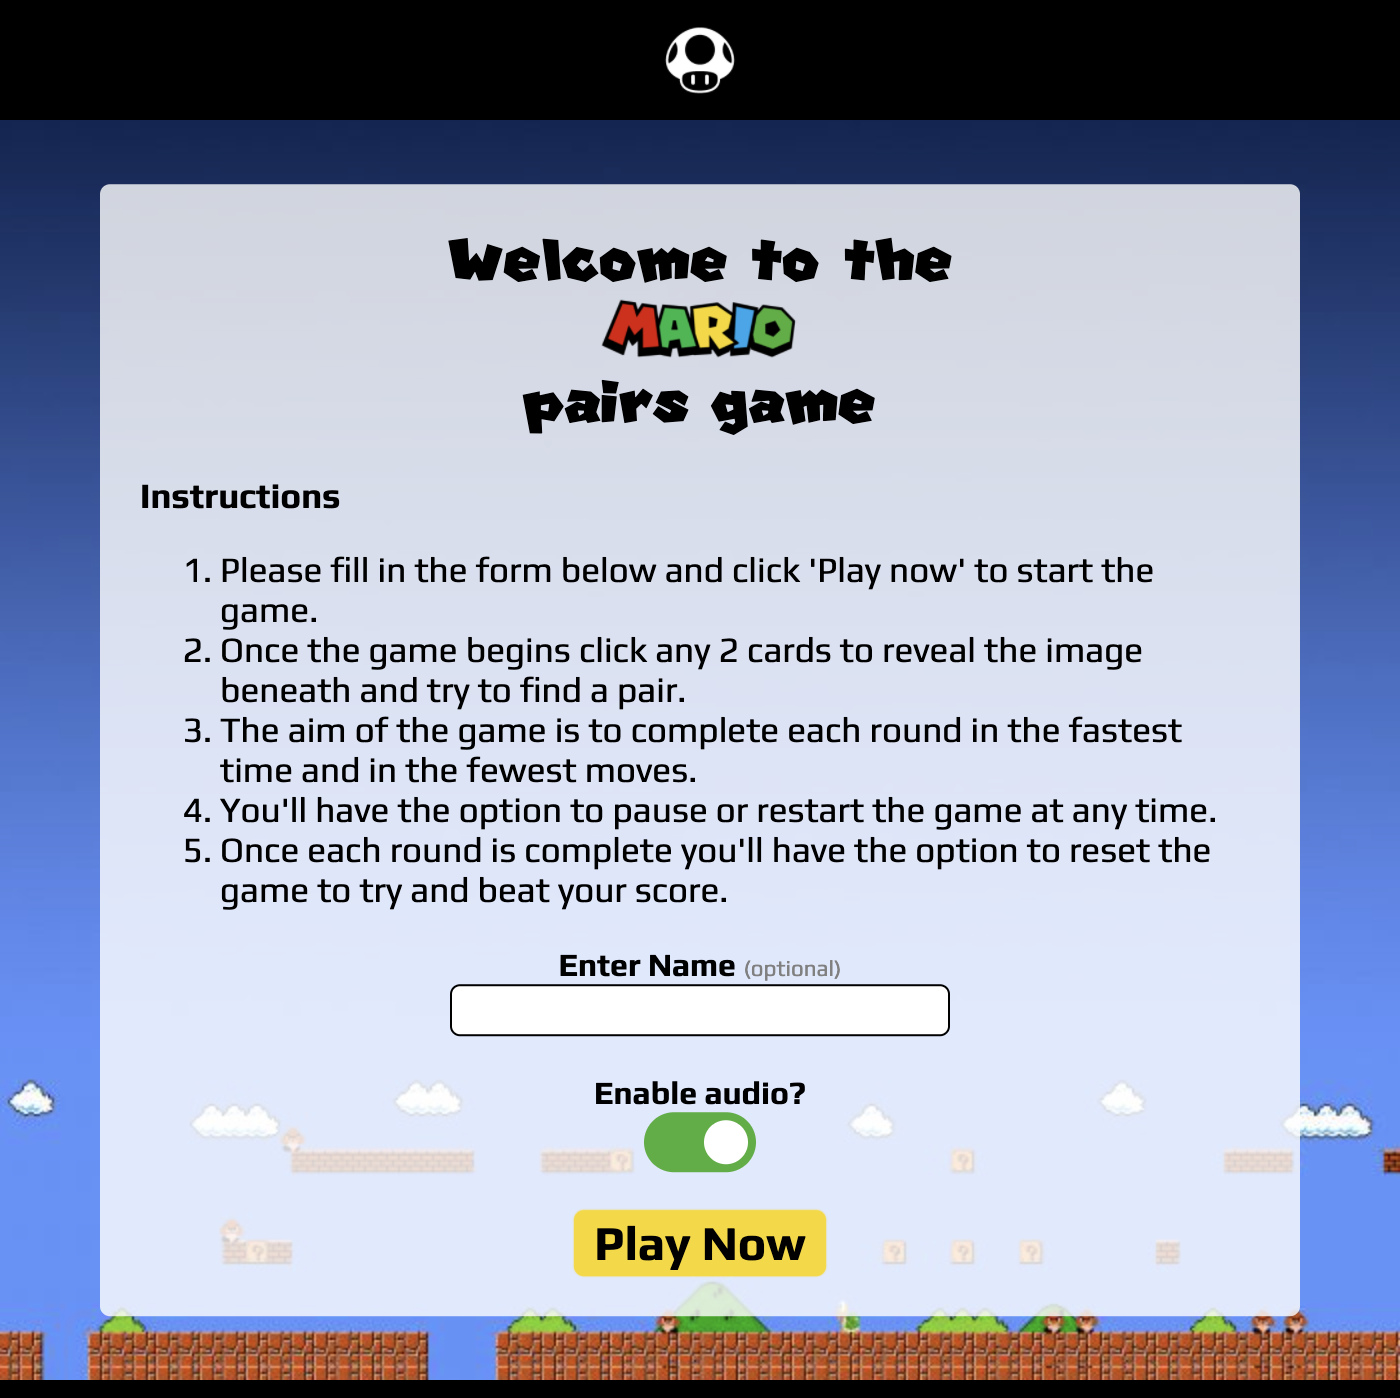 Welcome to the
MARIO
pairs game
Instructions
1. Please fill in the form below and click 'Play now' to start the
game.
2. Once the game begins click any 2 cards to reveal the image
beneath and try to find a pair.
3. The aim of the game is to complete each round in the fastest
time and in the fewest moves.
4. You'll have the option to pause or restart the game at any time.
5. Once each round is complete you'll have the option to reset the
game to try and beat your score.
Enter Name (optional)
Enable audio?
? ?
Play Now
? ? ? ?